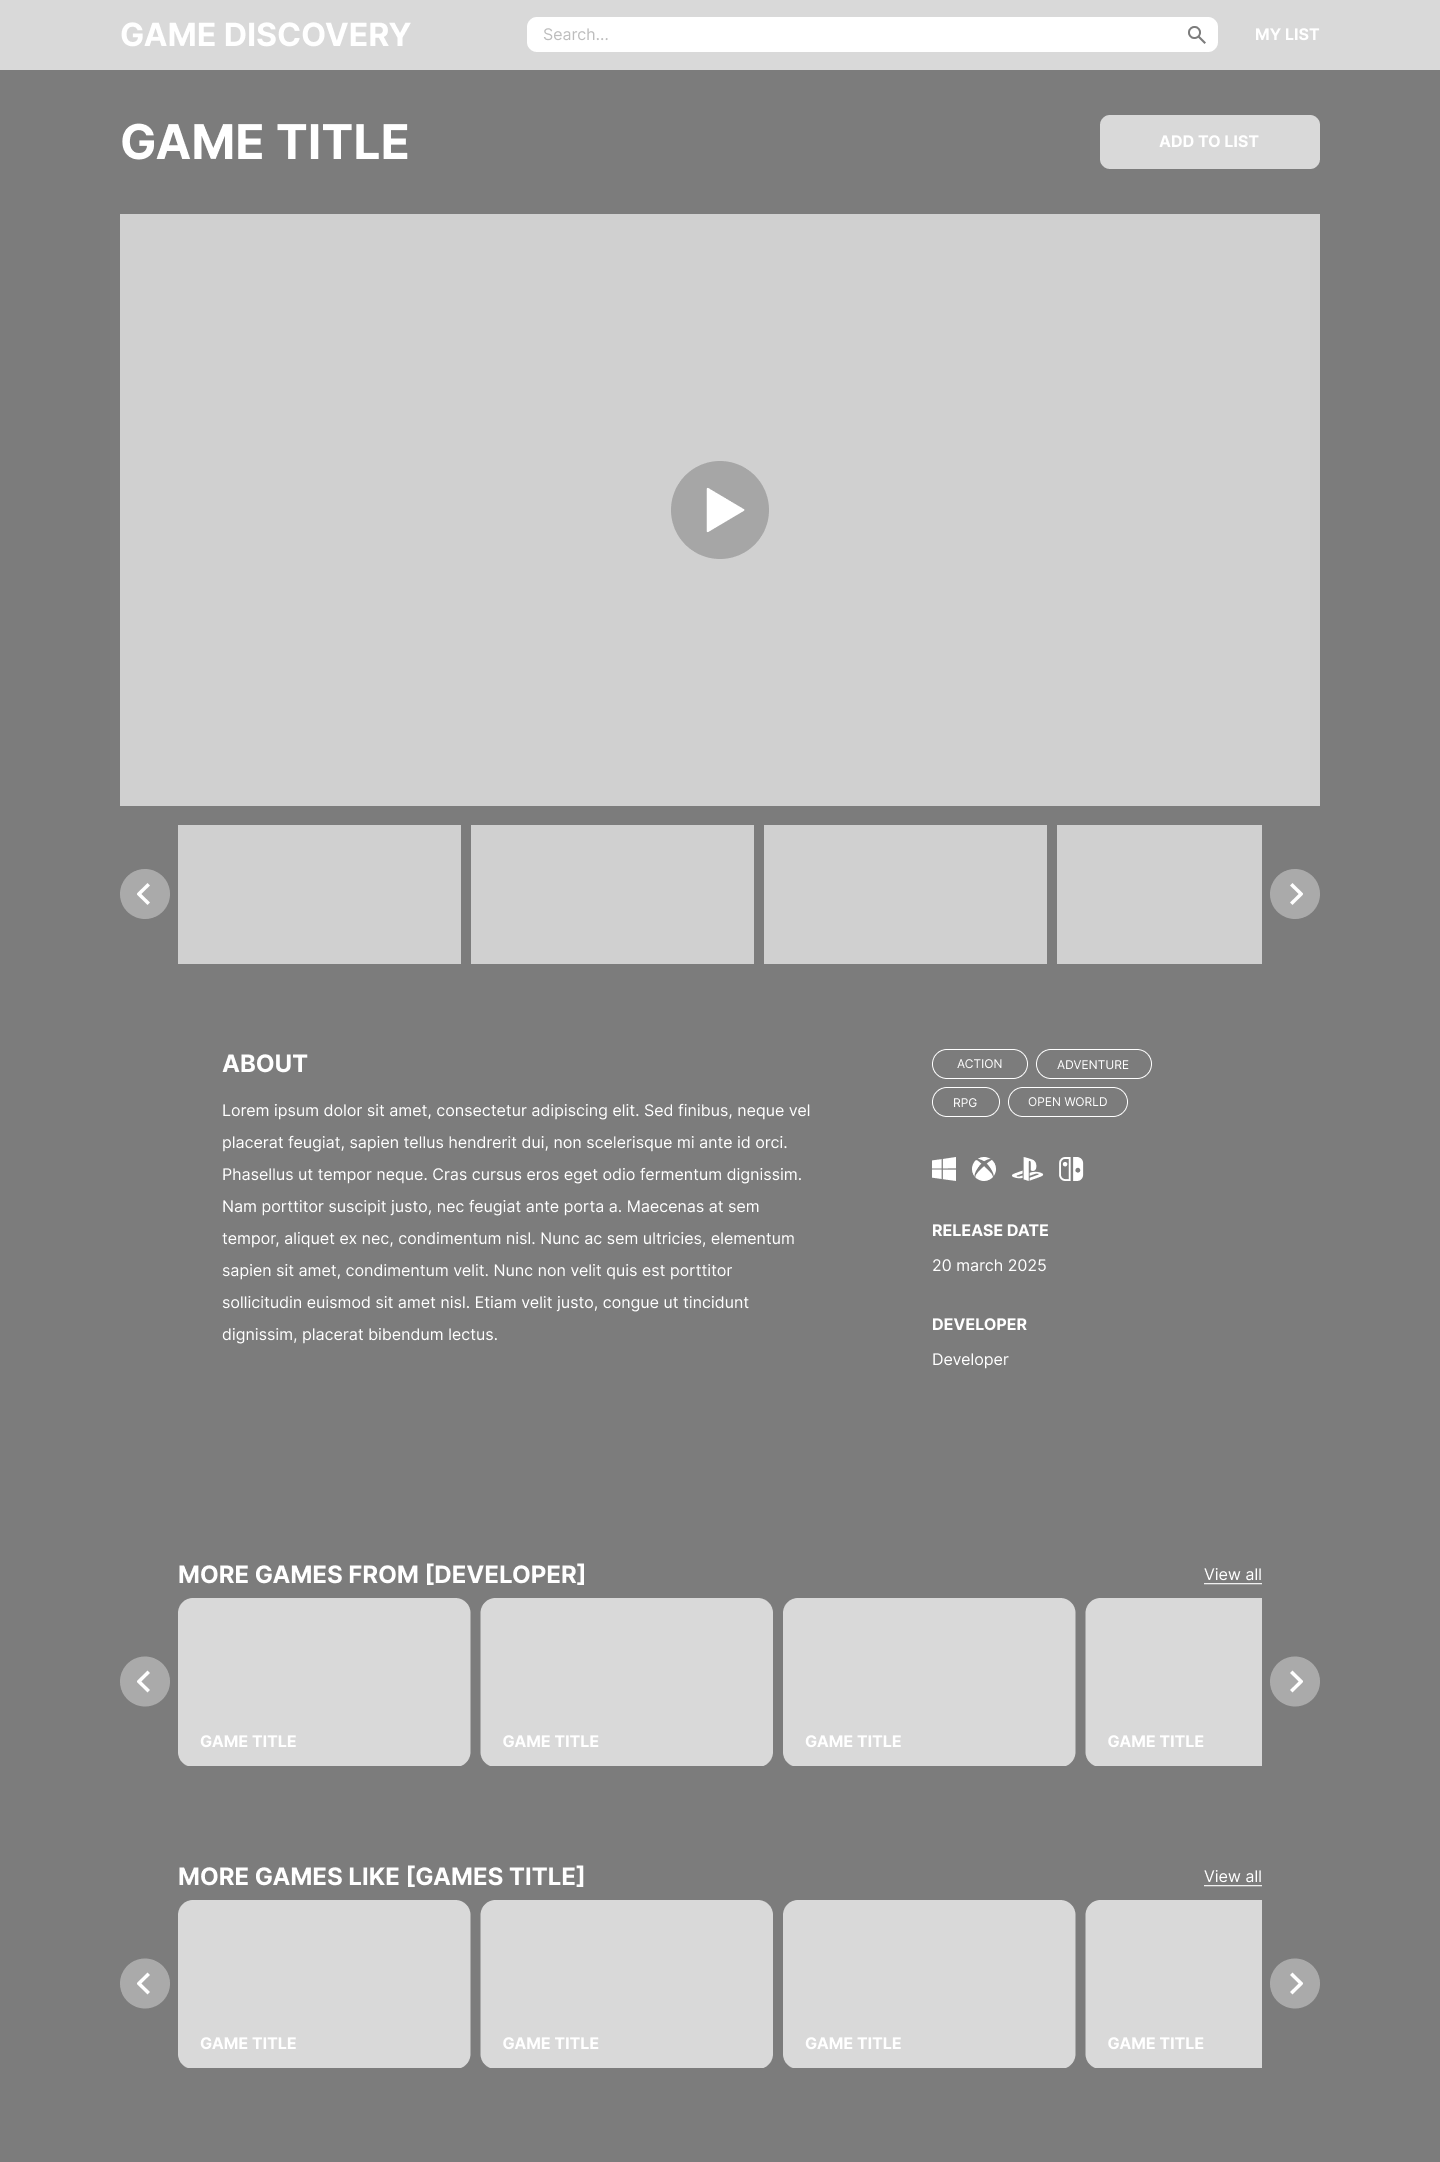 GAME DISCOVERY
Search...
MY LIST
GAME TITLE
ADD TO LIST
ABOUT
Lorem ipsum dolor sit amet, consectetur adipiscing elit. Sed finibus, neque vel
placerat feugiat, sapien tellus hendrerit dui, non scelerisque mi ante id orci.
Phasellus ut tempor neque. Cras cursus eros eget odio fermentum dignissim.
Nam porttitor suscipit justo, nec feugiat ante porta a. Maecenas at sem
tempor, aliquet ex nec, condimentum nisl. Nunc ac sem ultricies, elementum
sapien sit amet, condimentum velit. Nunc non velit quis est porttitor
sollicitudin euismod sit amet nisl. Etiam velit justo, congue ut tincidunt
dignissim, placerat bibendum lectus.
ACTION
ADVENTURE
RPG
OPEN WORLD
RELEASE DATE
20 march 2025
DEVELOPER
Developer
MORE GAMES FROM [DEVELOPER]
View all
GAME TITLE
GAME TITLE
GAME TITLE
GAME TITLE
MORE GAMES LIKE [GAMES TITLE]
View all
GAME TITLE
GAME TITLE
GAME TITLE
GAME TITLE